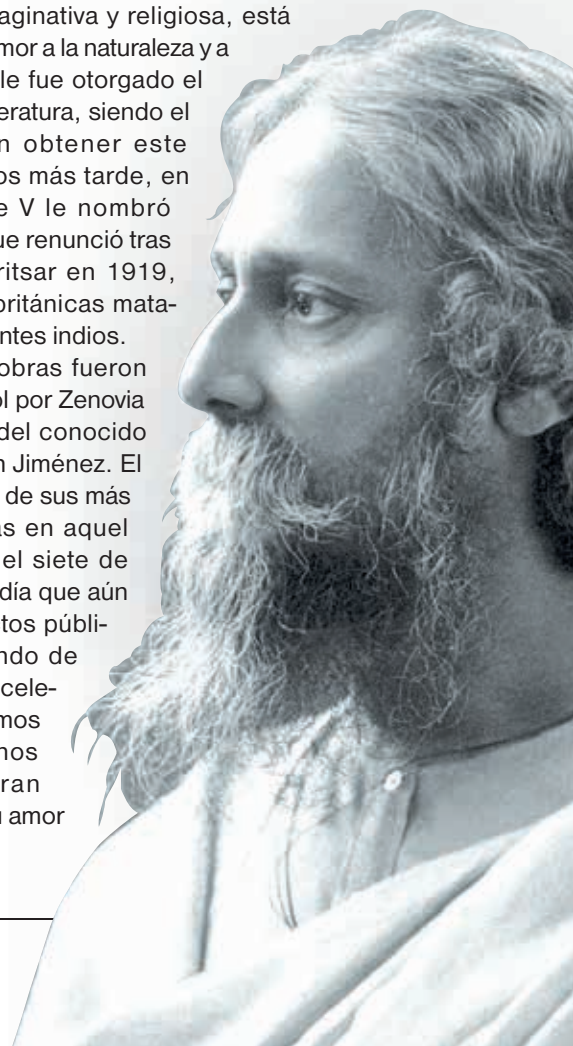 aginativa y religiosa, está
mor a la naturaleza y a
le fue otorgado el
eratura, siendo el
n obtener este
os más tarde, en
e V le nombró
ue renunció tras
ritsar en 1919,
británicas mata-
ntes indios.
obras fueron
ol por Zenovia
del conocido
n Jiménez. El
de sus más
as en aquel
el siete de
día que aún
tos públi-
ndo de
cele-
mos
nos
ran
u amor